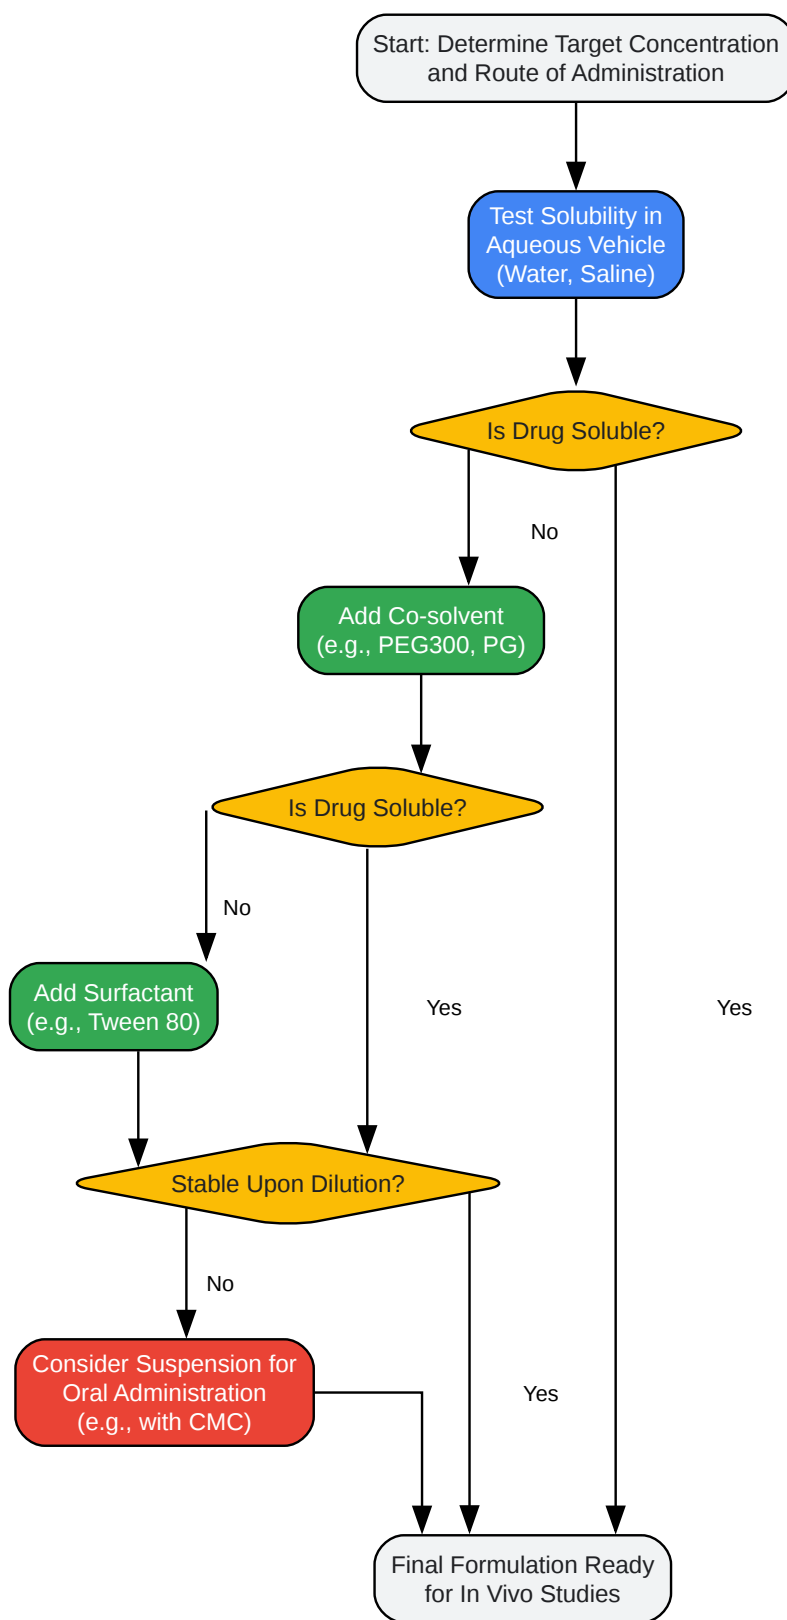 Start: Determine Target Concentration
and Route of Administration
Test Solubility in
Aqueous Vehicle
(Water, Saline)
Is Drug Soluble?
No
Add Co-solvent
(e.g., PEG300, PG)
Is Drug Soluble?
No
Add Surfactant
(e.g., Tween 80)
Yes
Yes
Stable Upon Dilution?
No
Consider Suspension for
Oral Administration
(e.g., with CMC)
Yes
Final Formulation Ready
for In Vivo Studies